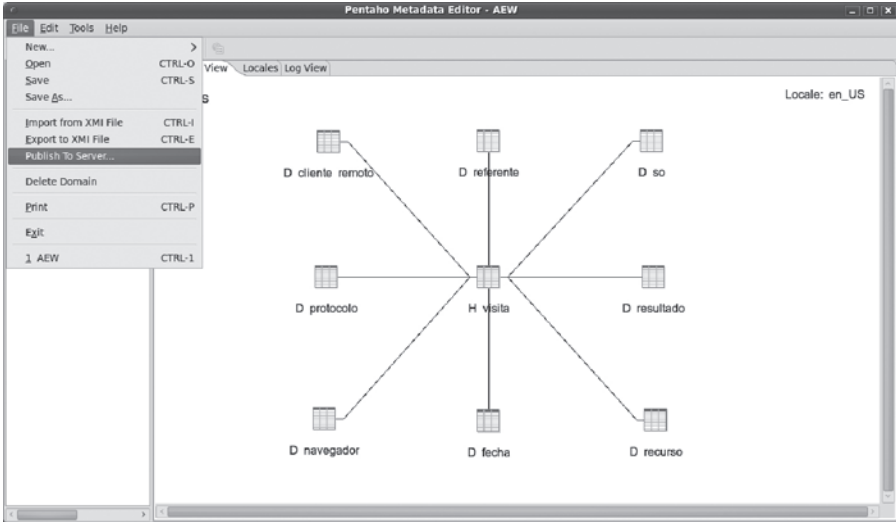 Pentaho Metadata Editor - AEW
File Edit Tools Help
New...
Open CTRL-O
Save CTRL-S
Save As...
Import from XMI File CTRL-I
Export to XMI File CTRL-E
Publish To Server...
Delete Domain
Print CTRL-P
Exit
1 AEW CTRL-1
View Locales Log View
Locale: en_US
D cliente remoto D referente D so
D protocolo H visita D resultado
D navegador D fecha D recurso